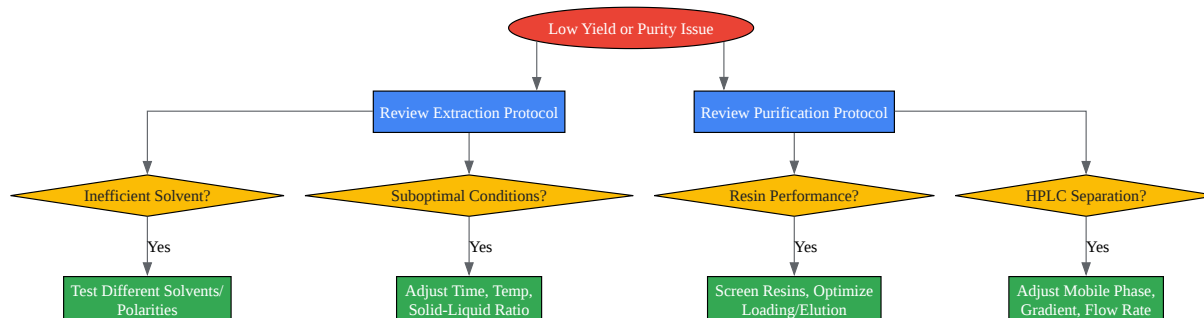 Low Yield or Purity Issue
Review Extraction Protocol
Review Purification Protocol
Inefficient Solvent?
Suboptimal Conditions?
Resin Performance?
HPLC Separation?
Yes
Yes
Yes
Yes
Test Different Solvents/
Polarities
Adjust Time, Temp,
Solid-Liquid Ratio
Screen Resins, Optimize
Loading/Elution
Adjust Mobile Phase,
Gradient, Flow Rate